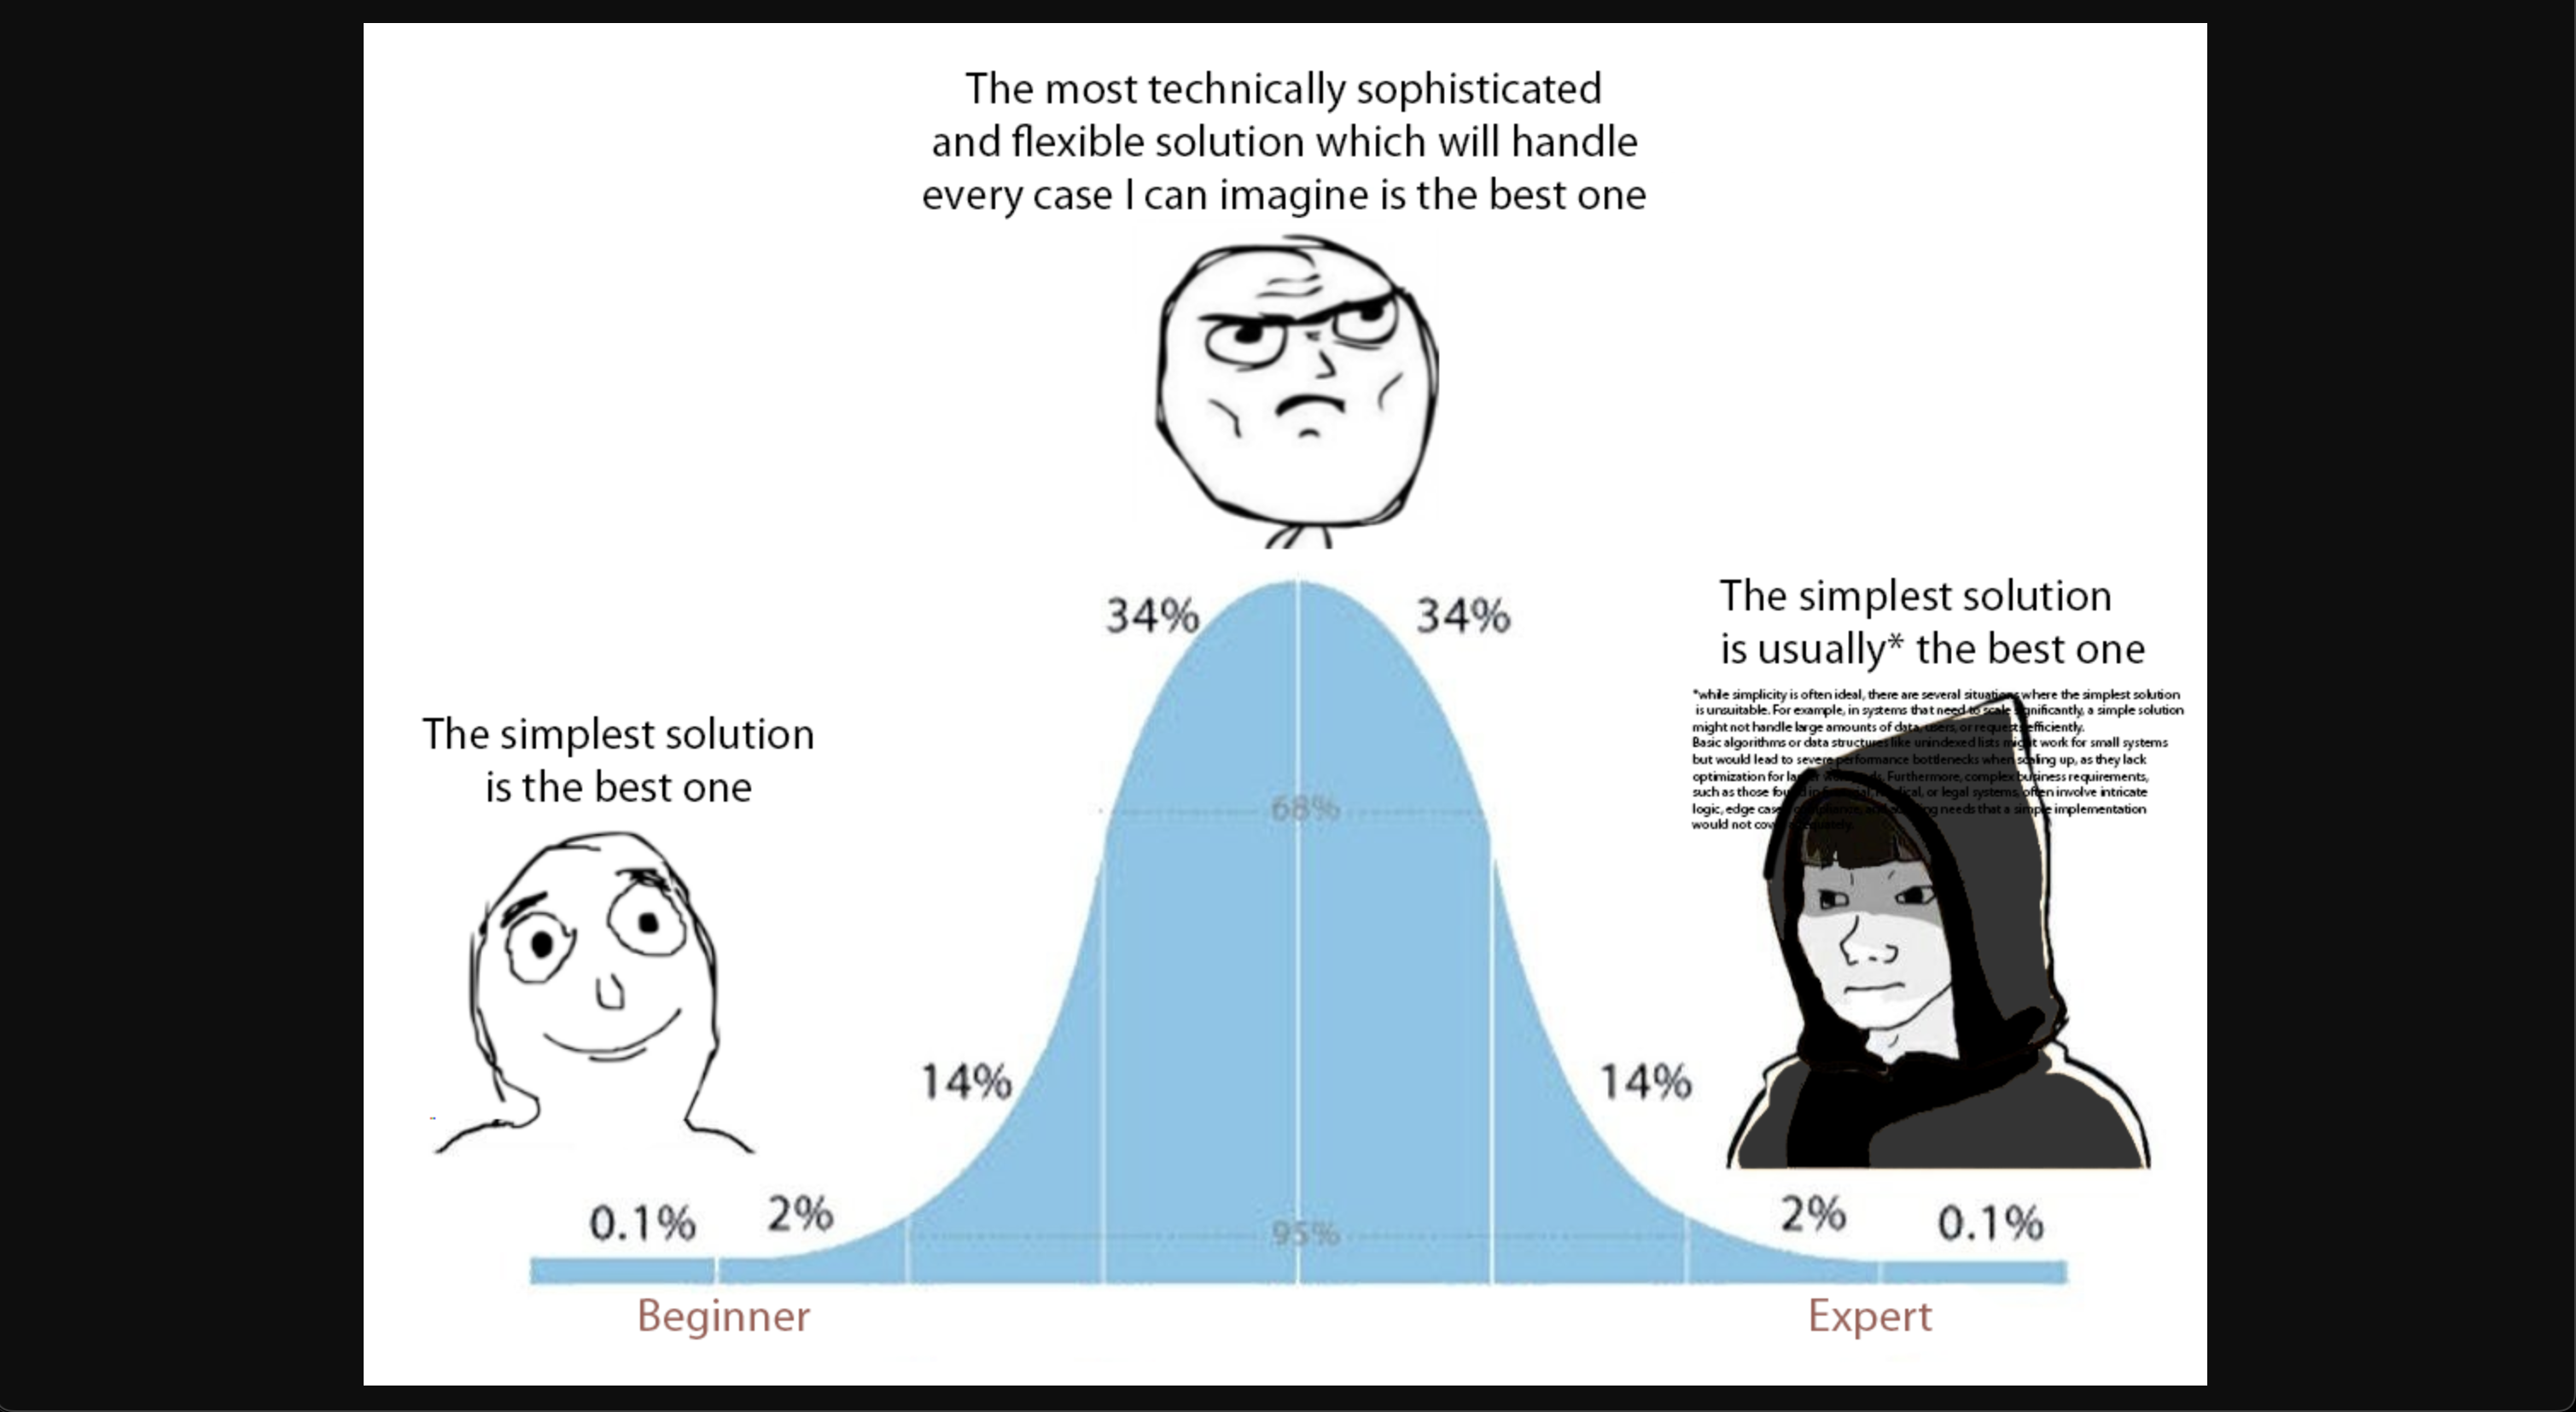 The most technically sophisticated
and flexible solution which will handle
every case I can imagine is the best one
34%
34%
The simplest solution
is usually* the best one
*while simplicity is often ideal, there are several situations where the simplest solution
is unsuitable. For example, in systems that need to scale significantly, a simple solution
might not handle large amounts of data, users, or requests efficiently.
Basic algorithms or data structures like unindexed lists might work for small systems
but would lead to severe performance bottlenecks when scaling up, as they lack
optimization for larger Furthermore, complex business requirements,
such as those found in financial, medical, or legal systems, often involve intricate
logic, edge cases, compliance, and needs that a simple implementation
would not cover adequately.
The simplest solution
is the best one
68%
14%
14%
0.1%
2%
95%
2%
0.1%
Beginner
Expert